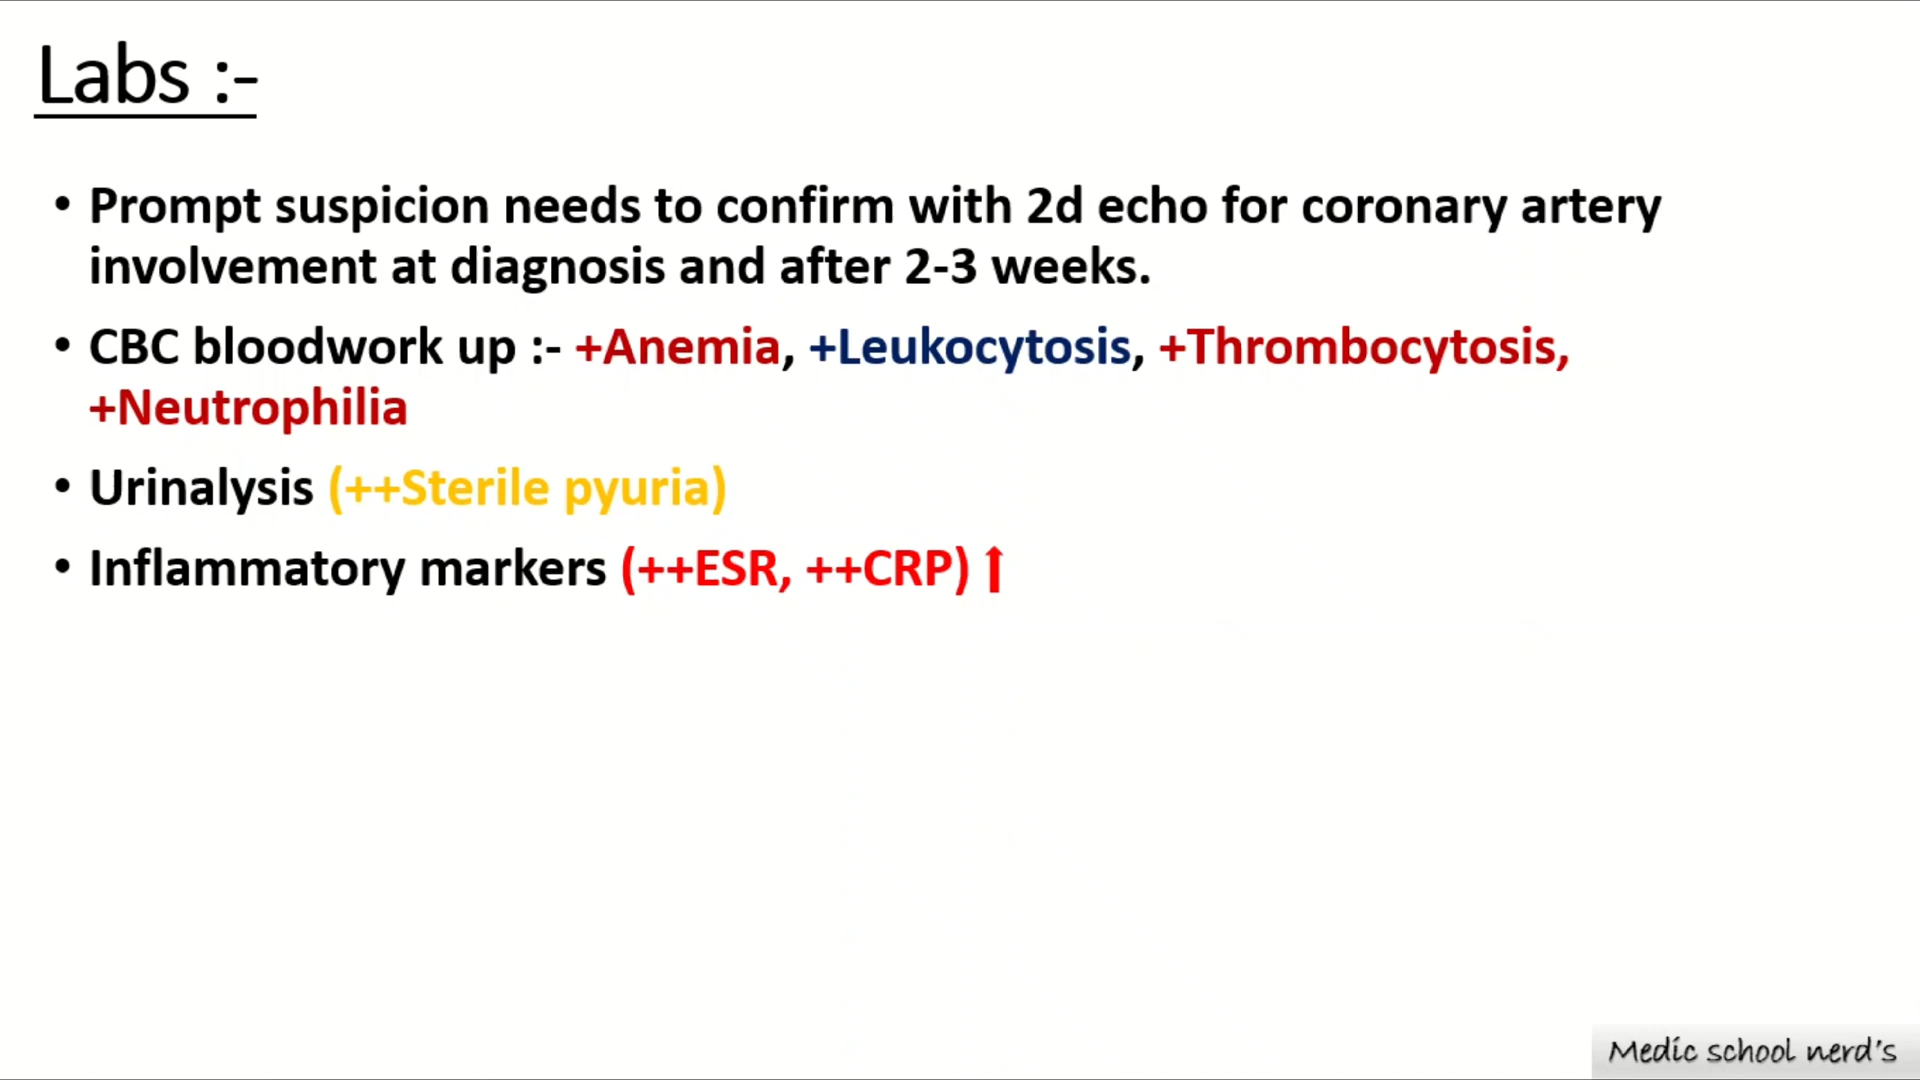 Labs :-
• Prompt suspicion needs to confirm with 2d echo for coronary artery
involvement at diagnosis and after 2-3 weeks.
• CBC bloodwork up :- +Anemia, +Leukocytosis, +Thrombocytosis,
+Neutrophilia
• Urinalysis (++Sterile pyuria)
• Inflammatory markers (++ESR, ++CRP) ⬆
Medic school nerd's